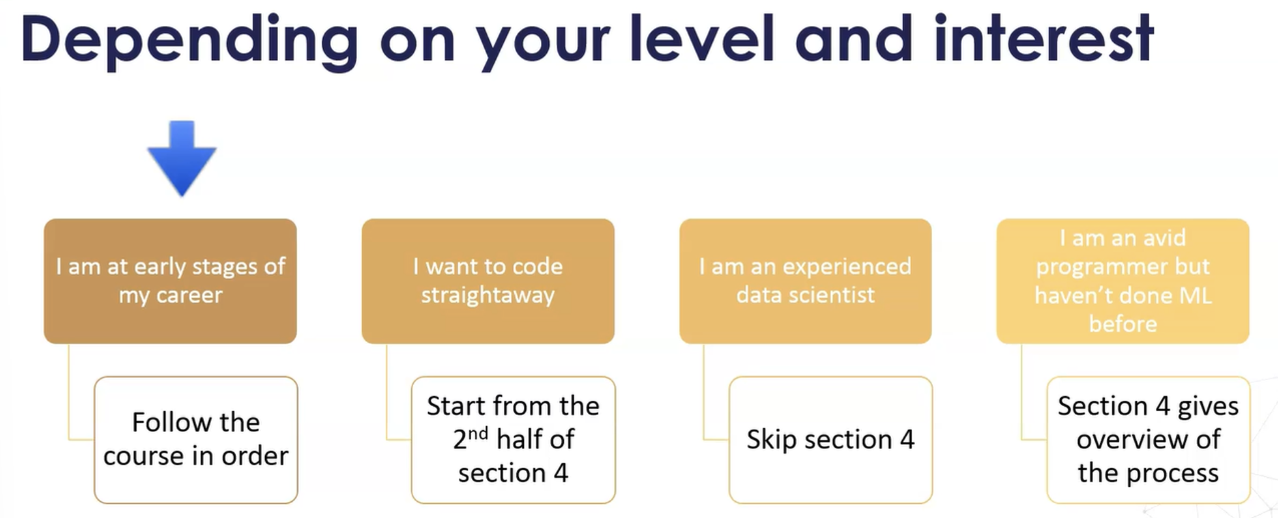 Depending on your level and interest
I am at early stages of
my career
Follow the
course in order
I want to code
straightaway
Start from the
2nd half of
section 4
I am an experienced
data scientist
Skip section 4
I am an avid
programmer but
haven’t done ML
before
Section 4 gives
overview of
the process